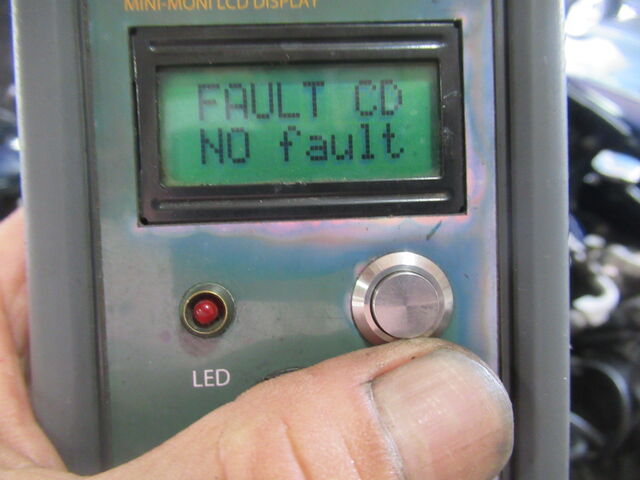 MINI-MONI LCD DISPLAY
FAULT CD
NO fault
LED